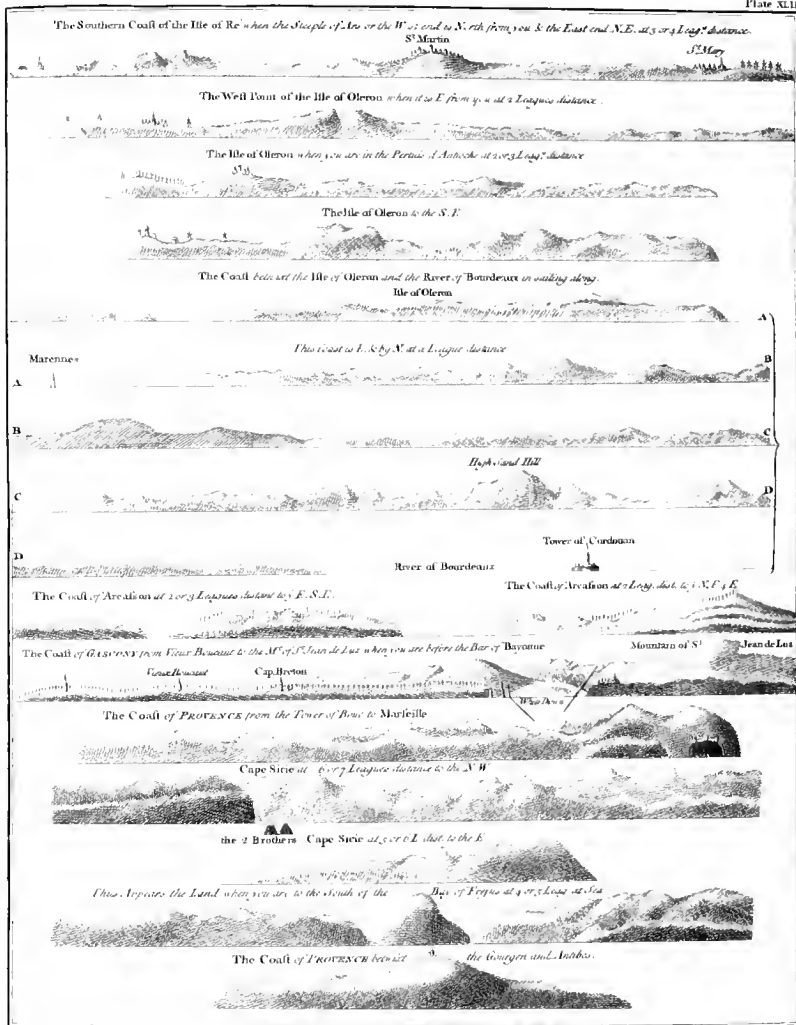 Plate XLII
The Southern Coast of the Isle of Re when the Steeple of Ars or the West end is North from you & the East end N.E. at 3 or 4 Leag.s distance.
St Martin
St Mary
The West Point of the Isle of Oleron when it is E from you at 2 Leagues distance.
The Isle of Oleron when you are in the Pertuis d'Antioche at 2 or 3 Leag.s distance
The Isle of Oleron to the S.E
The Coast betwixt the Isle of Oleron and the River of Bourdeaux in sailing along.
Isle of Oleron
A
This Coast is E. & by N. at a League distance
Marennes
B
A
B
C
High Sand Hill
C
D
D
Tower of Corduan
River of Bourdeaux
The Coast of Arcasson at 2 or 3 Leagues distant to ye E.S.E.
The Coast of Arcasson at 2 Leag. dist. to ye N.E & E
The Coast of GASCONY from Vieux Boucaut to the Mt of St Jean de Luz when you are before the Bar of Bayonne
Mountain of St Jean de Luz
Vieux Boucaut
Cap Breton
The Coast of PROVENCE from the Tower of Bouc to Marseille
Cape Sicie at 6 or 7 Leagues distance to the N.W
the 2 Brothers
Cape Sicie at 5 or 6 L. dist. to the E
Thus Appears the Land when you are to the South of the Bay of Frejus at 4 or 5 Leag. at Sea
The Coast of PROVENCE betwixt the Gourgen and Antibes.